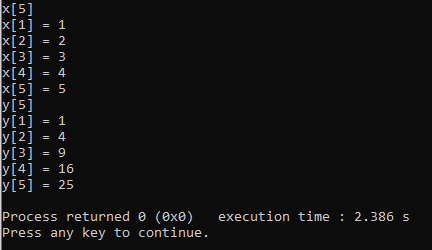 x[5]
x[1] = 1
x[2] = 2
x[3] = 3
x[4] = 4
x[5] = 5
y[5]
y[1] = 1
y[2] = 4
y[3] = 9
y[4] = 16
y[5] = 25
Process returned 0 (0x0)   execution time : 2.386 s
Press any key to continue.